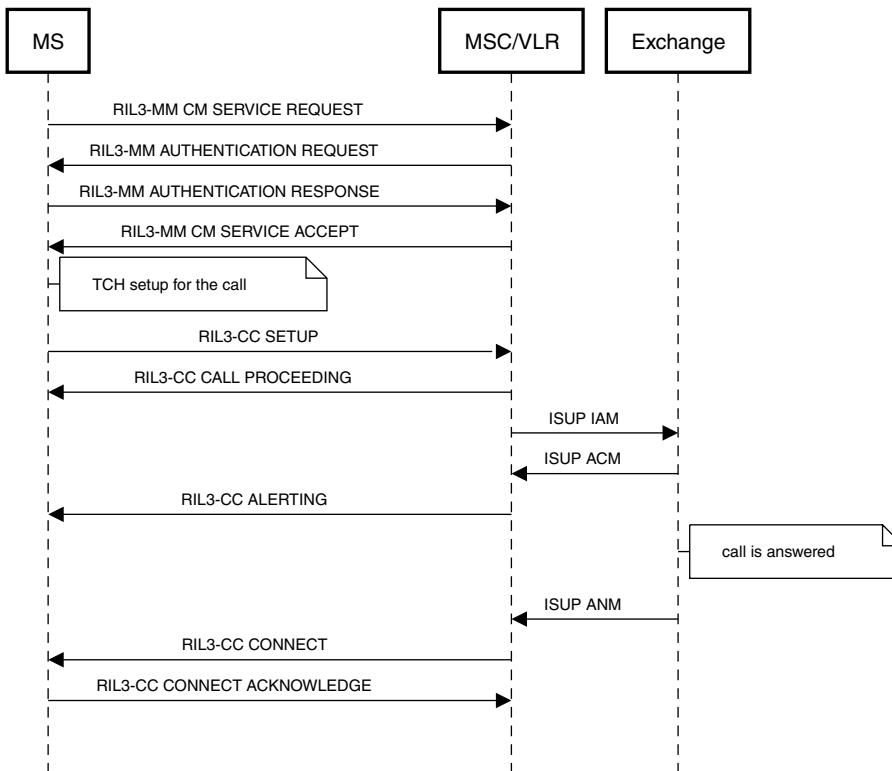 MS
MSC/VLR
Exchange
RIL3-MM CM SERVICE REQUEST
RIL3-MM AUTHENTICATION REQUEST
RIL3-MM AUTHENTICATION RESPONSE
RIL3-MM CM SERVICE ACCEPT
TCH setup for the call
RIL3-CC SETUP
RIL3-CC CALL PROCEEDING
ISUP IAM
ISUP ACM
RIL3-CC ALERTING
call is answered
ISUP ANM
RIL3-CC CONNECT
RIL3-CC CONNECT ACKNOWLEDGE